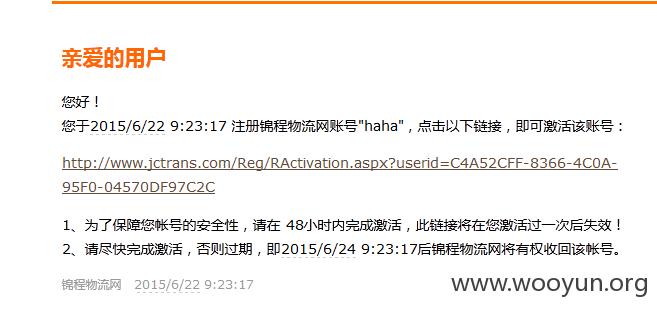 亲爱的用户
您好！
您于2015/6/22 9:23:17 注册锦程物流网账号"haha"，点击以下链接，即可激活该账号：
http://www.jctrans.com/Reg/RActivation.aspx?userid=C4A52CFF-8366-4C0A-
95F0-04570DF97C2C
1、为了保障您帐号的安全性，请在 48小时内完成激活，此链接将在您激活过一次后失效！
2、请尽快完成激活，否则过期，即2015/6/24 9:23:17后锦程物流网将有权收回该帐号。
锦程物流网 2015/6/22 9:23:17
www.wooyun.org